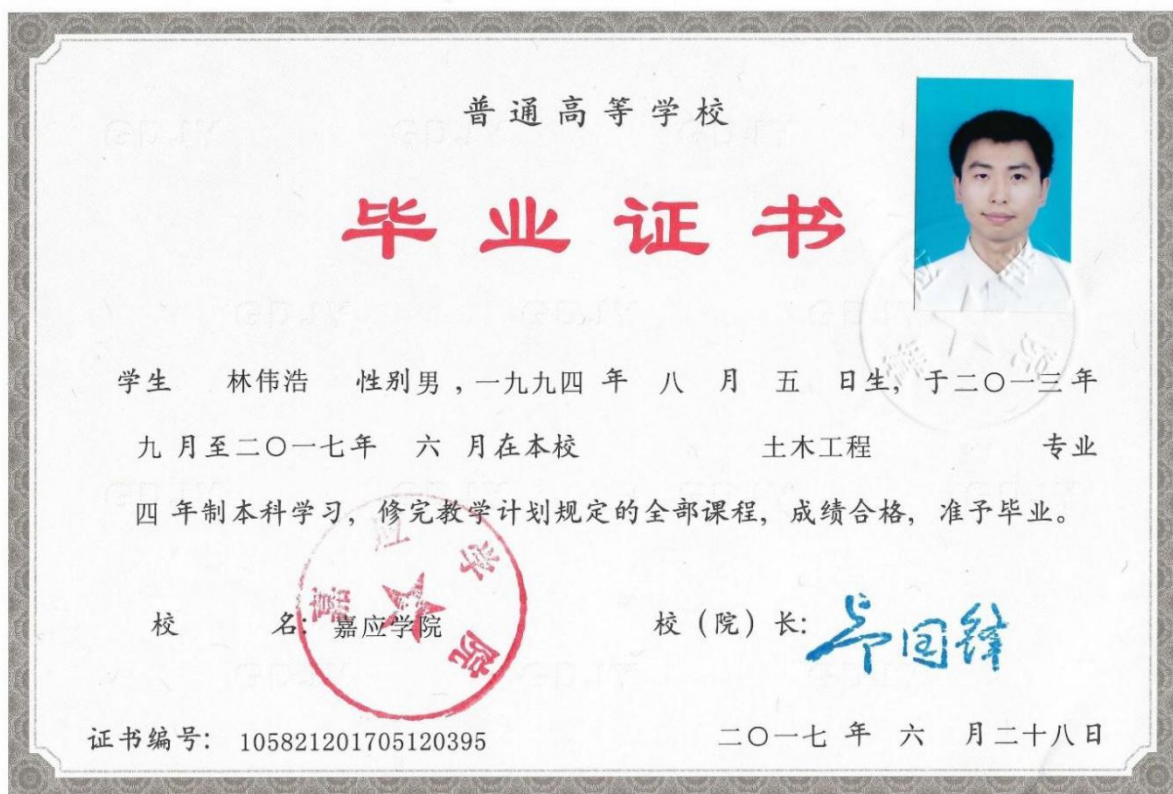 普通高等学校
毕业证书
学生 林伟浩 性别男,一九九四 年 八 月 五 日生,于二〇一三年
九 月至二〇一七年 六 月在本校 土木工程 专业
四 年制本科学习,修完教学计划规定的全部课程,成绩合格,准予毕业。
校 名: 嘉应学院
校(院)长:
嘉应学院
证书编号: 105821201705120395
二〇一七 年 六 月二十八日